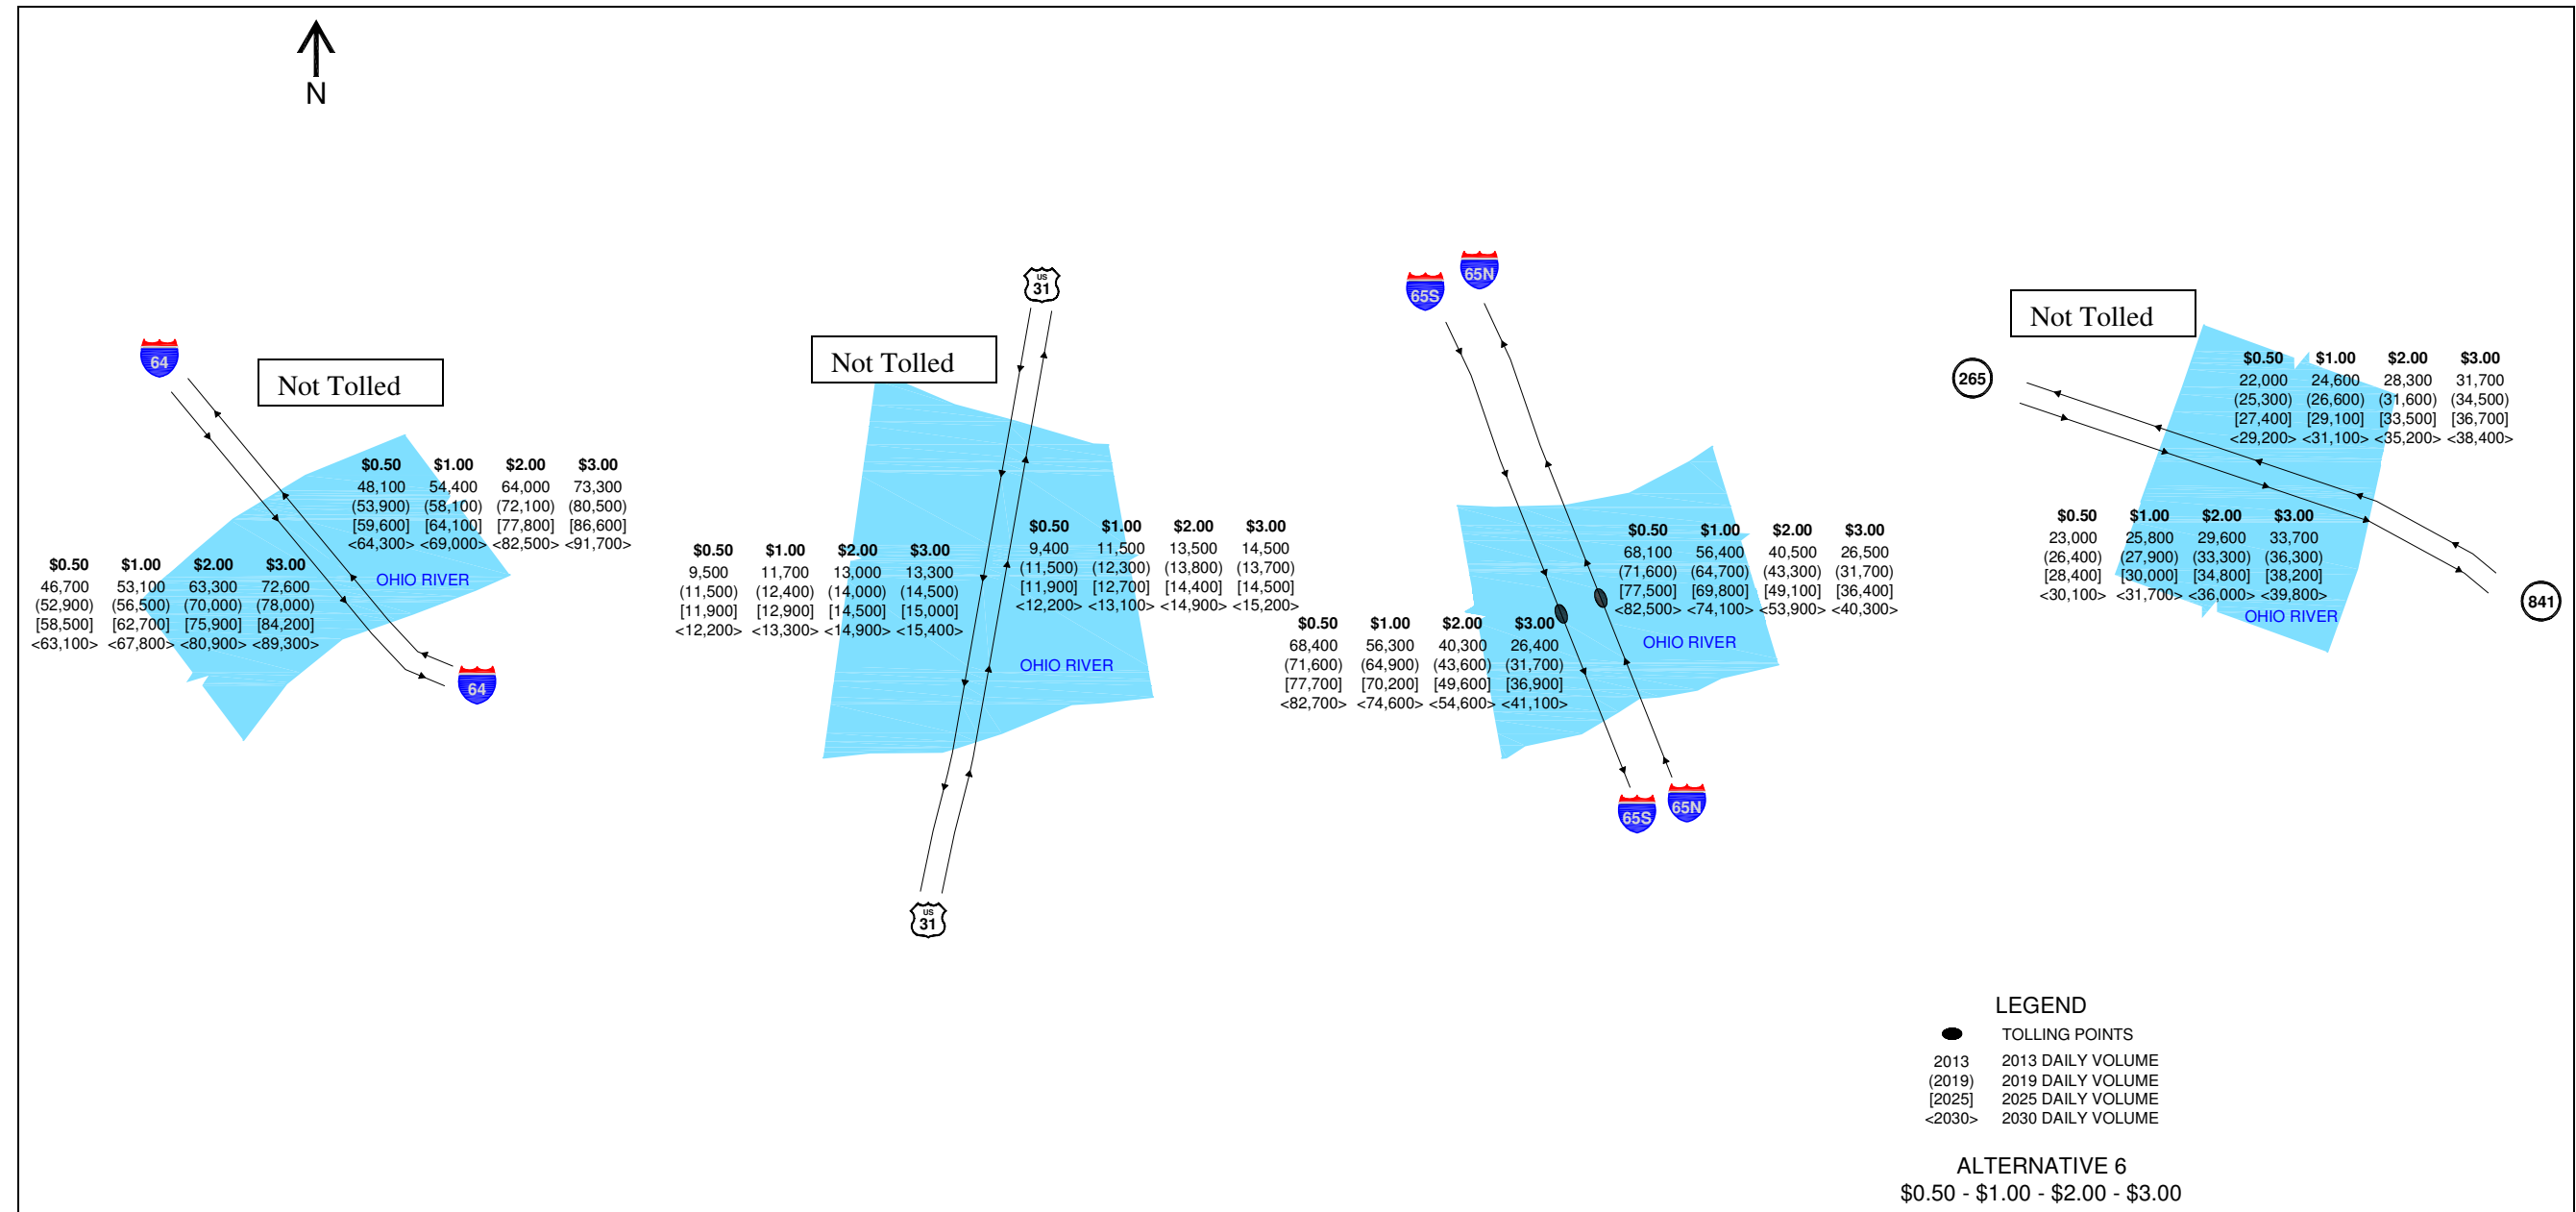 N
64
Not Tolled
$0.50 $1.00 $2.00 $3.00
48,100 54,400 64,000 73,300
(53,900) (58,100) (72,100) (80,500)
[59,600] [64,100] [77,800] [86,600]
<64,300> <69,000> <82,500> <91,700>
$0.50 $1.00 $2.00 $3.00
46,700 53,100 63,300 72,600
(52,900) (56,500) (70,000) (78,000)
[58,500] [62,700] [75,900] [84,200]
<63,100> <67,800> <80,900> <89,300>
OHIO RIVER
64
US
31
Not Tolled
$0.50 $1.00 $2.00 $3.00
9,400 11,500 13,500 14,500
(11,500) (12,300) (13,800) (13,700)
[11,900] [12,700] [14,400] [14,500]
<12,200> <13,100> <14,900> <15,200>
$0.50 $1.00 $2.00 $3.00
9,500 11,700 13,000 13,300
(11,500) (12,400) (14,000) (14,500)
[11,900] [12,900] [14,500] [15,000]
<12,200> <13,300> <14,900> <15,400>
OHIO RIVER
US
31
65S
65N
$0.50 $1.00 $2.00 $3.00
68,100 56,400 40,500 26,500
(71,600) (64,700) (43,300) (31,700)
[77,500] [69,800] [49,100] [36,400]
<82,500> <74,100> <53,900> <40,300>
$0.50 $1.00 $2.00 $3.00
68,400 56,300 40,300 26,400
(71,600) (64,900) (43,600) (31,700)
[77,700] [70,200] [49,600] [36,900]
<82,700> <74,600> <54,600> <41,100>
OHIO RIVER
65S
65N
Not Tolled
265
$0.50 $1.00 $2.00 $3.00
22,000 24,600 28,300 31,700
(25,300) (26,600) (31,600) (34,500)
[27,400] [29,100] [33,500] [36,700]
<29,200> <31,100> <35,200> <38,400>
$0.50 $1.00 $2.00 $3.00
23,000 25,800 29,600 33,700
(26,400) (27,900) (33,300) (36,300)
[28,400] [30,000] [34,800] [38,200]
<30,100> <31,700> <36,000> <39,800>
OHIO RIVER
841
LEGEND
TOLLING POINTS
2013 2013 DAILY VOLUME
(2019) 2019 DAILY VOLUME
[2025] 2025 DAILY VOLUME
<2030> 2030 DAILY VOLUME
ALTERNATIVE 6
$0.50 - $1.00 - $2.00 - $3.00